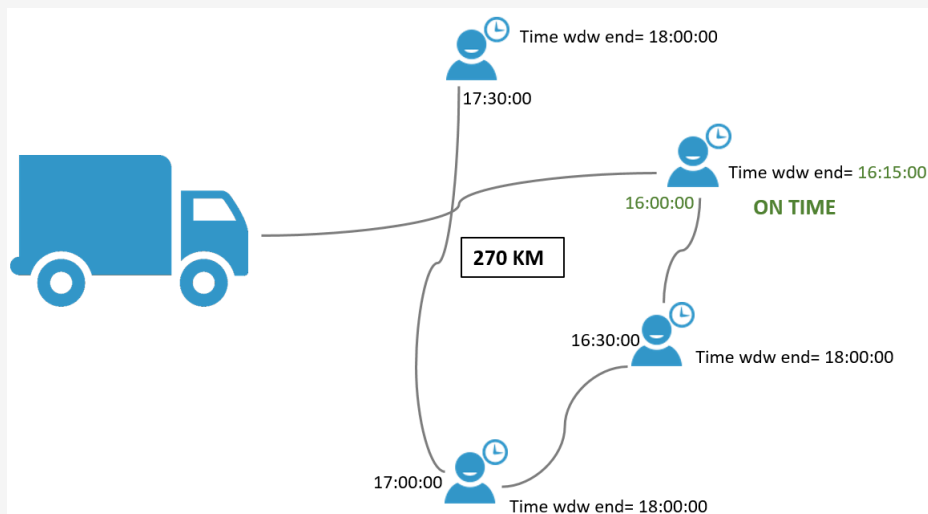 Time wdw end= 18:00:00
17:30:00
Time wdw end= 16:15:00
16:00:00
ON TIME
270 KM
16:30:00
Time wdw end= 18:00:00
17:00:00
Time wdw end= 18:00:00